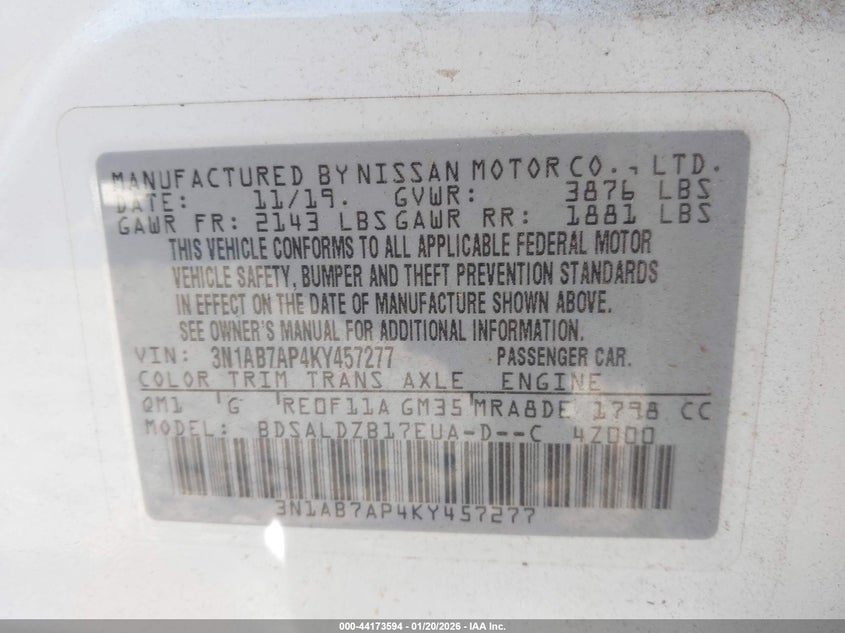 MANUFACTURED BY NISSAN MOTOR CO., LTD.
DATE: 11/19. GVWR: 3876 LBS
GAWR FR: 2143 LBS GAWR RR: 1881 LBS
THIS VEHICLE CONFORMS TO ALL APPLICABLE FEDERAL MOTOR
VEHICLE SAFETY, BUMPER AND THEFT PREVENTION STANDARDS
IN EFFECT ON THE DATE OF MANUFACTURE SHOWN ABOVE.
SEE OWNER'S MANUAL FOR ADDITIONAL INFORMATION.
VIN: 3N1AB7AP4KY457277 PASSENGER CAR.
COLOR TRIM TRANS AXLE ENGINE
QM1 G RE0F11A GM35 MRA8DE 1798 CC
MODEL: BDSALDZB17EUA-D--C 4Z000
3N1AB7AP4KY457277
000-44173594 — 01/20/2026 — IAA Inc.